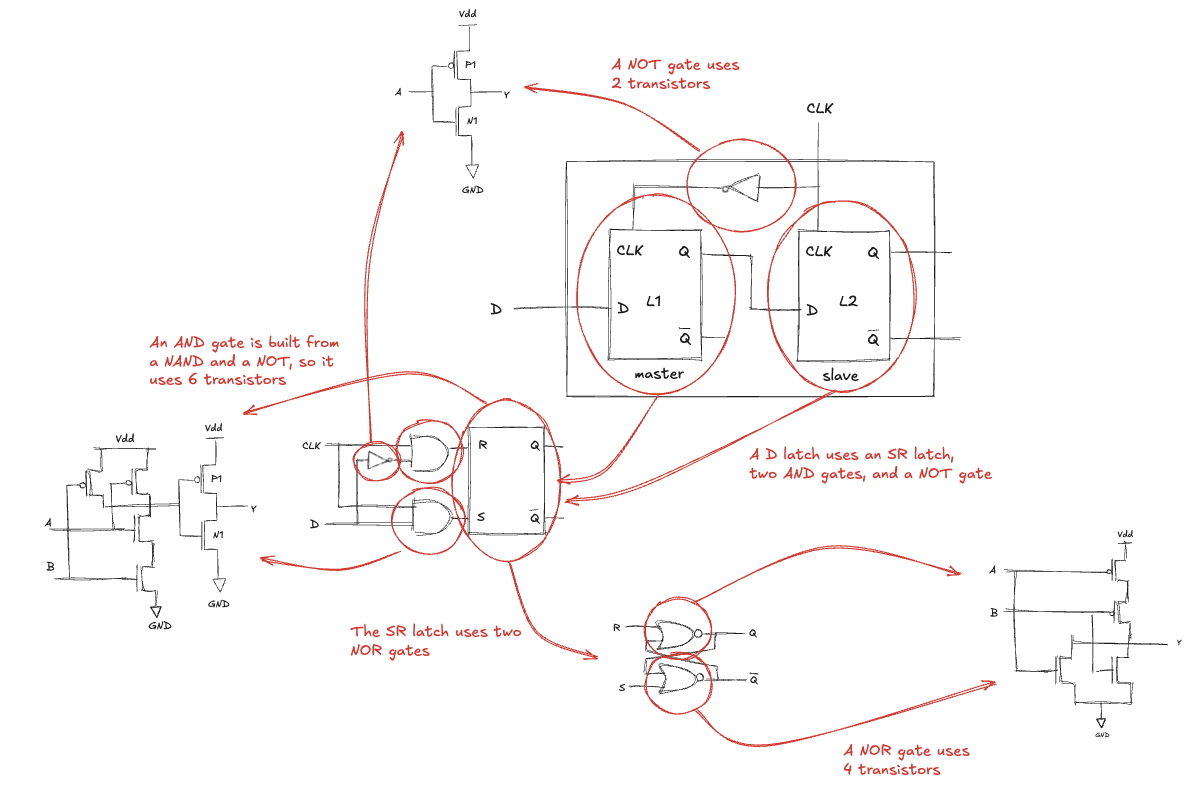 Vdd
P1
A
Y
N1
GND
A NOT gate uses
2 transistors
CLK
CLK
Q
D
L1
Q
master
CLK
Q
D
L2
Q
slave
An AND gate is built from
a NAND and a NOT, so it
uses 6 transistors
Vdd
Vdd
P1
A
Y
N1
B
GND
GND
CLK
D
R
Q
S
Q
A D latch uses an SR latch,
two AND gates, and a NOT gate
The SR latch uses two
NOR gates
R
Q
S
Q
Vdd
A
B
Y
GND
A NOR gate uses
4 transistors